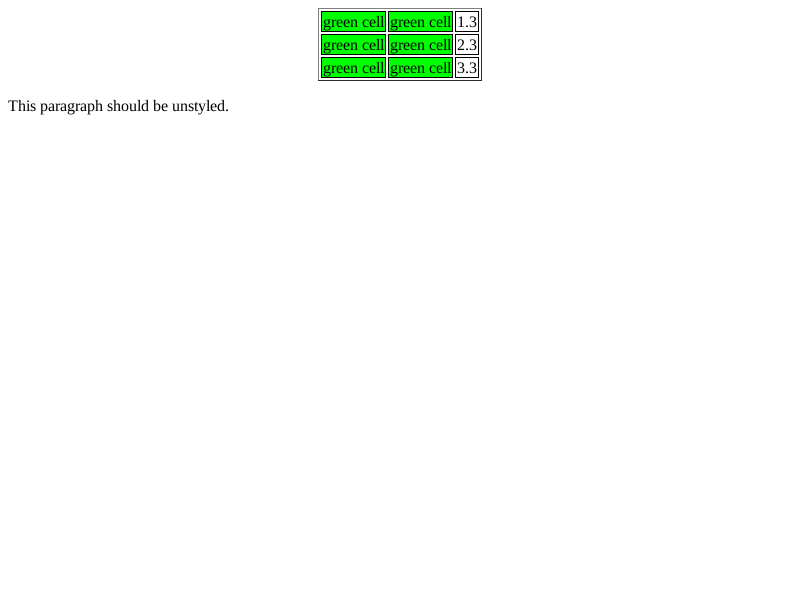 green cell green cell 1.3
green cell green cell 2.3
green cell green cell 3.3
This paragraph should be unstyled.